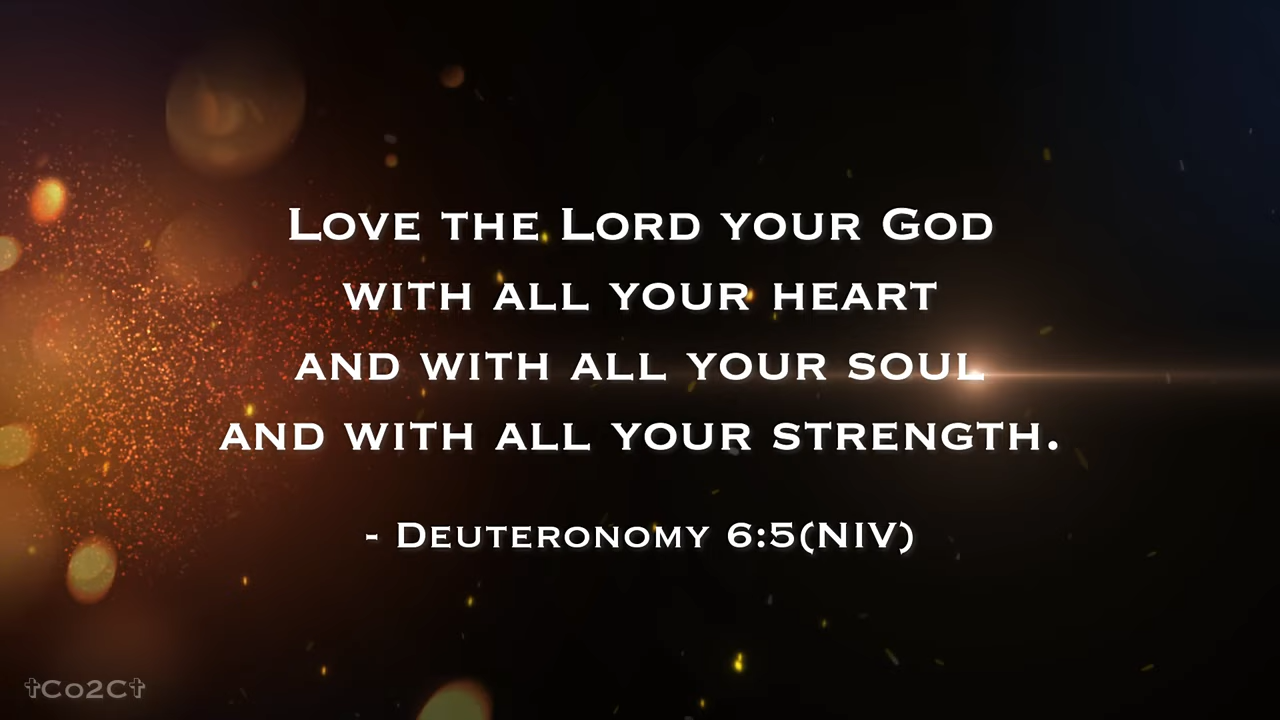 Love the Lord your God
with all your heart
and with all your soul
and with all your strength.
- Deuteronomy 6:5(NIV)
✝Co2C✝